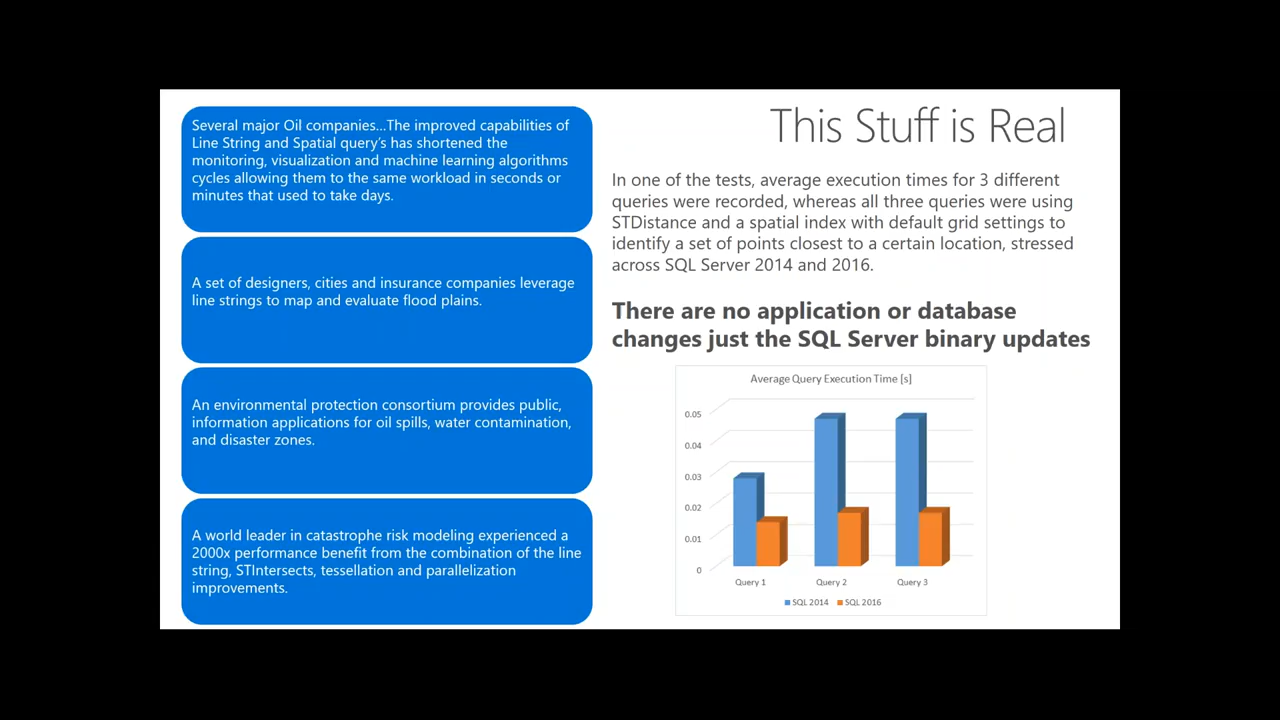 Several major Oil companies...The improved capabilities of
Line String and Spatial query's has shortened the
monitoring, visualization and machine learning algorithms
cycles allowing them to the same workload in seconds or
minutes that used to take days.
A set of designers, cities and insurance companies leverage
line strings to map and evaluate flood plains.
An environmental protection consortium provides public,
information applications for oil spills, water contamination,
and disaster zones.
A world leader in catastrophe risk modeling experienced a
2000x performance benefit from the combination of the line
string, STIntersects, tessellation and parallelization
improvements.
This Stuff is Real
In one of the tests, average execution times for 3 different
queries were recorded, whereas all three queries were using
STDistance and a spatial index with default grid settings to
identify a set of points closest to a certain location, stressed
across SQL Server 2014 and 2016.
There are no application or database
changes just the SQL Server binary updates
Average Query Execution Time [s]
0.05
0.04
0.03
0.02
0.01
0
Query 1 Query 2 Query 3
SQL 2014 SQL 2016